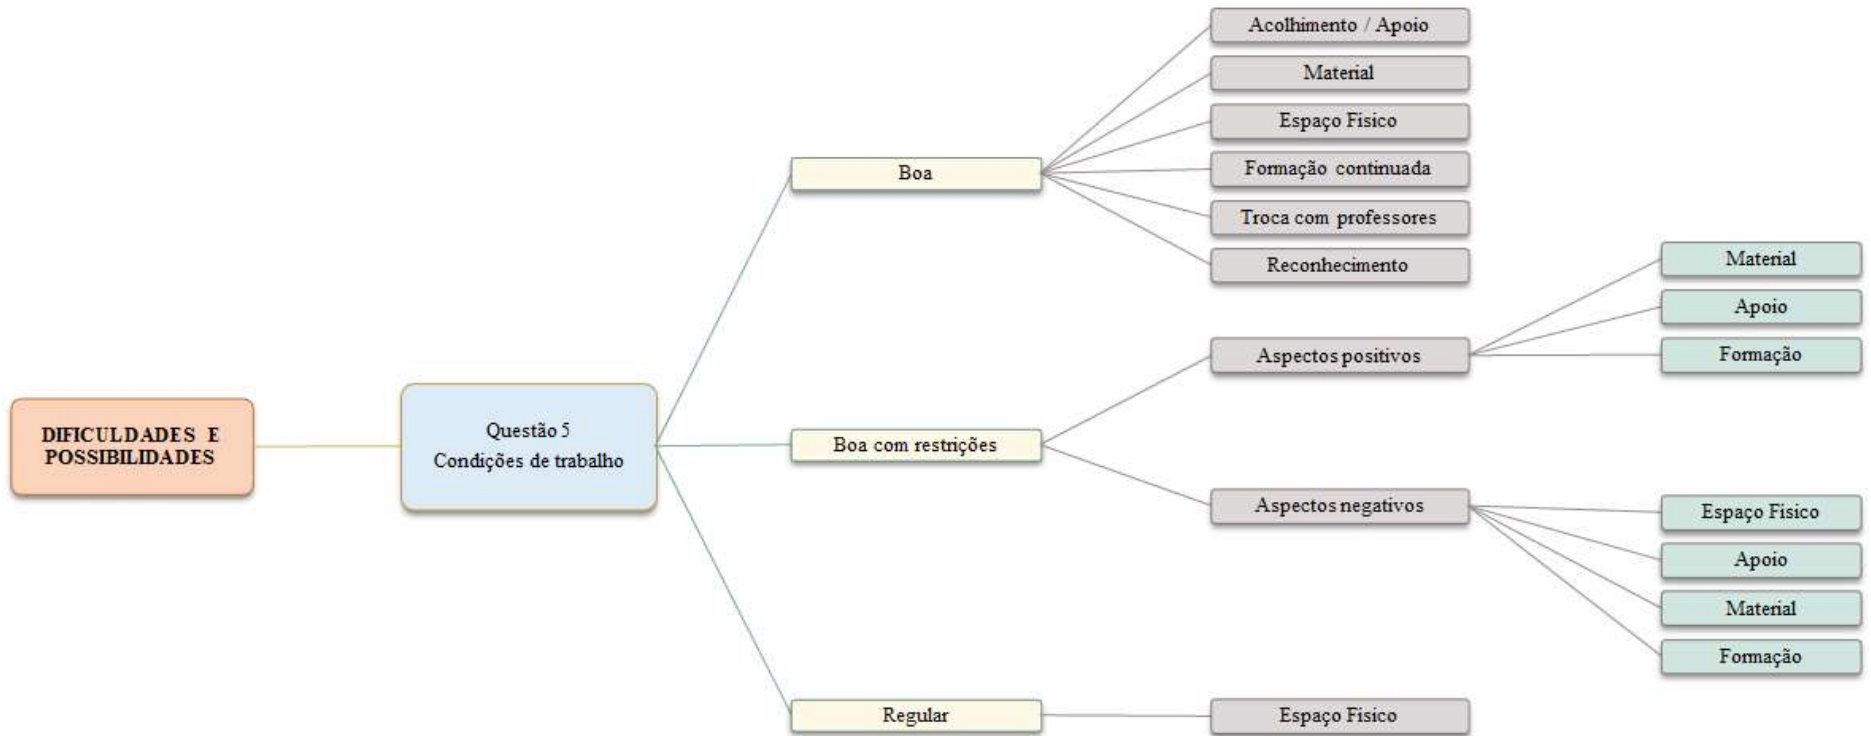 DIFICULDADES E
POSSIBILIDADES
Questão 5
Condições de trabalho
Boa
Acolhimento / Apoio
Material
Espaço Físico
Formação continuada
Troca com professores
Reconhecimento
Boa com restrições
Aspectos positivos
Material
Apoio
Formação
Aspectos negativos
Espaço Físico
Apoio
Material
Formação
Regular
Espaço Físico